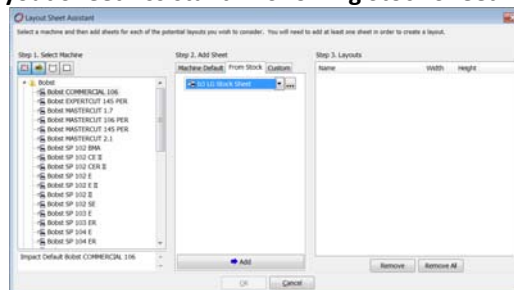 Layout Sheet Assistant
Select a machine and then add sheets for each of the potential layouts you wish to consider. You will need to add at least one sheet in order to create a layout.
Step 1. Select Machine
Step 2. Add Sheet
Step 3. Layouts
Machine Default From Stock Custom
Name Width Height
Bobst
Bobst COMMERCIAL 106
Bobst EXPERTCUT 145 PER
Bobst MASTERCUT 1.7
Bobst MASTERCUT 106 PER
Bobst MASTERCUT 145 PER
Bobst MASTERCUT 2.1
Bobst SP 102 BMA
Bobst SP 102 CE II
Bobst SP 102 CER II
Bobst SP 102 E
Bobst SP 102 E II
Bobst SP 102 II
Bobst SP 102 SE
Bobst SP 103 E
Bobst SP 103 ER
Bobst SP 104 E
Bobst SP 104 ER
LG Stock Sheet
...
Impact Default Bobst COMMERCIAL 106
Add
Remove Remove All
OK Cancel